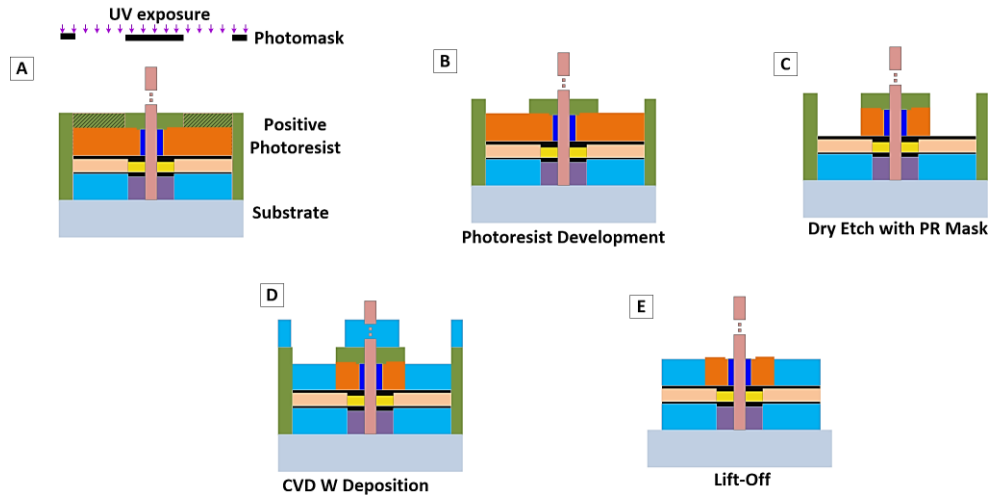 UV exposure
Photomask
A
Positive
Photoresist
Substrate
B
Photoresist Development
C
Dry Etch with PR Mask
D
CVD W Deposition
E
Lift-Off